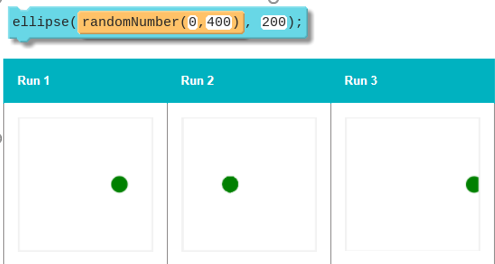 ellipse(randomNumber(0,400), 200);
Run 1 Run 2 Run 3